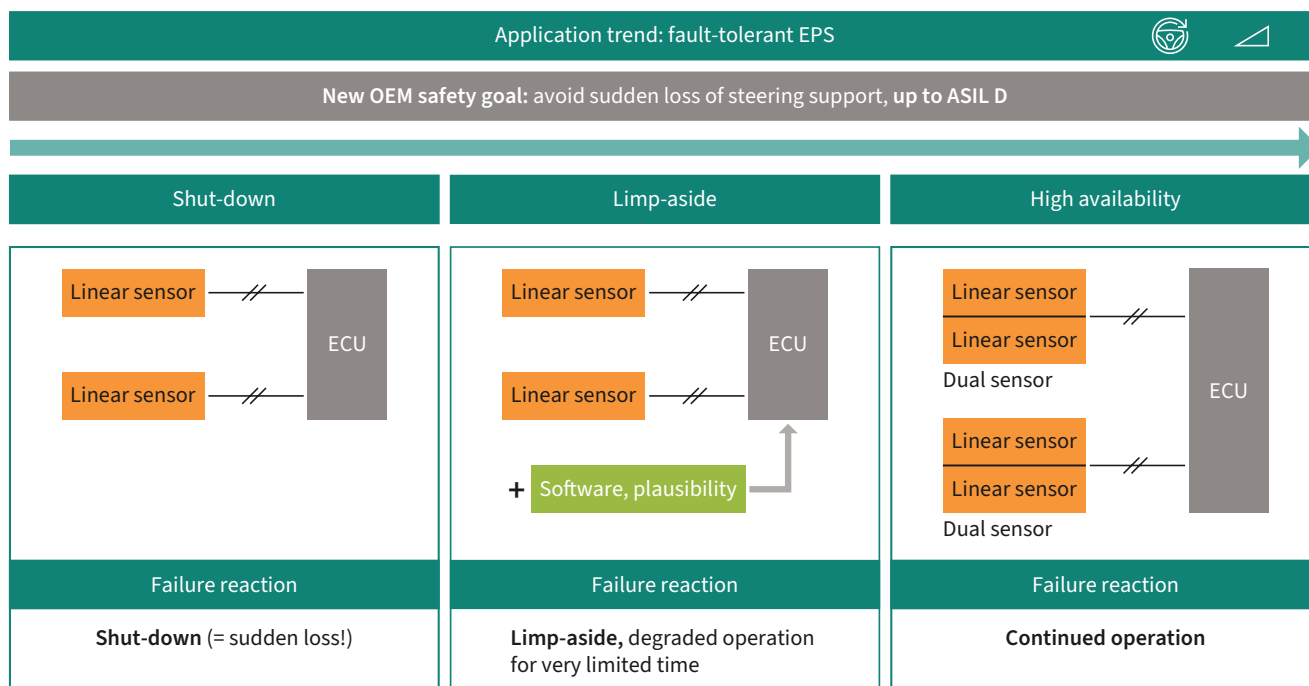 Application trend: fault-tolerant EPS
New OEM safety goal: avoid sudden loss of steering support, up to ASIL D
Shut-down
Linear sensor
Linear sensor
ECU
Failure reaction
Shut-down (= sudden loss!)
Limp-aside
Linear sensor
Linear sensor
ECU
+ Software, plausibility
Failure reaction
Limp-aside, degraded operation
for very limited time
High availability
Linear sensor
Linear sensor
Dual sensor
Linear sensor
Linear sensor
Dual sensor
ECU
Failure reaction
Continued operation